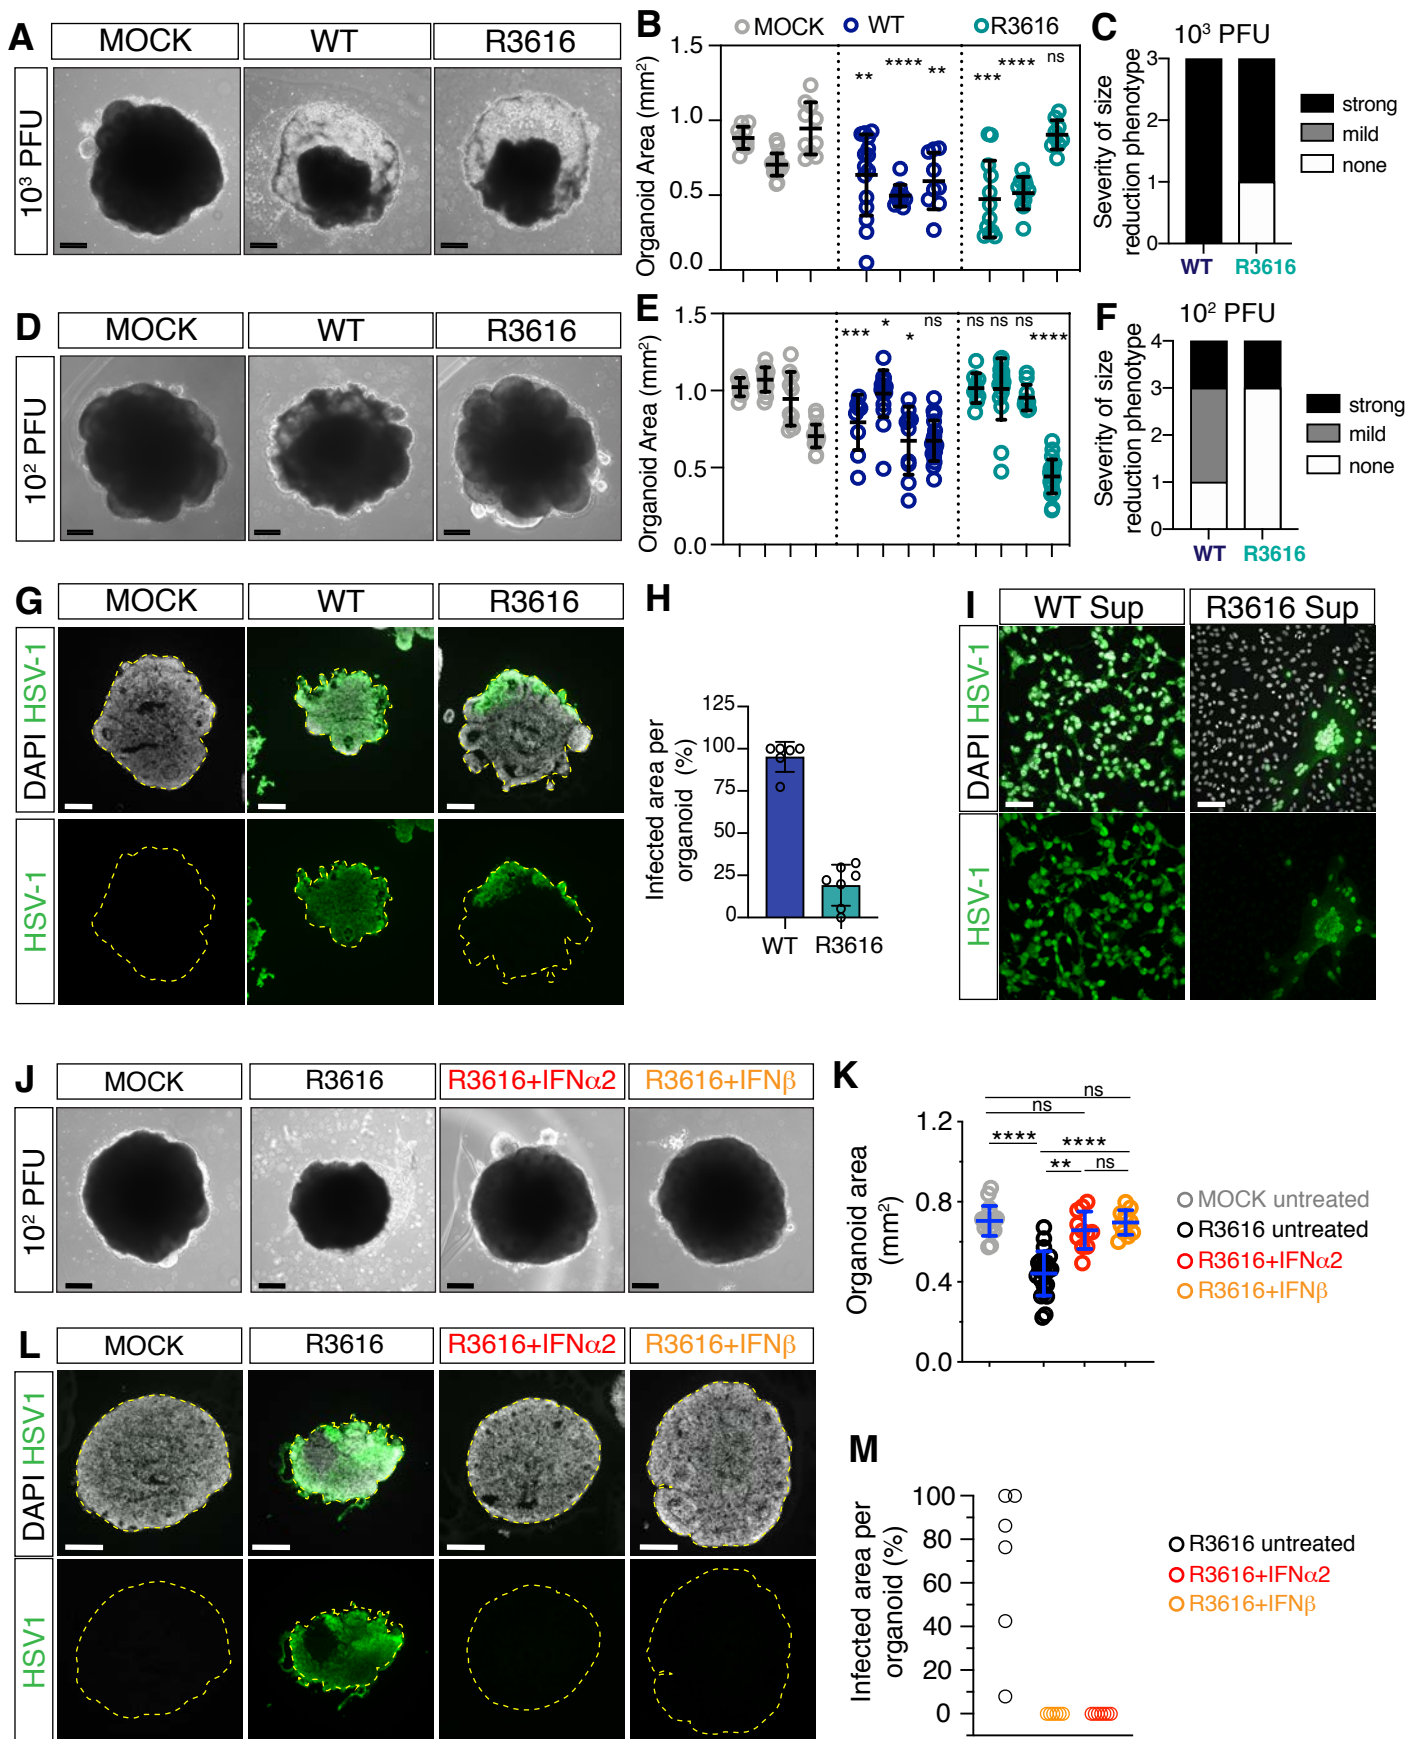 A
MOCK
WT
R3616
10³ PFU
B
MOCK
WT
R3616
Organoid Area (mm²)
1.5
1.0
0.5
0.0
**
****
**
***
****
ns
C
10³ PFU
Severity of size
reduction phenotype
3
2
1
0
WT
R3616
strong
mild
none
D
MOCK
WT
R3616
10² PFU
E
Organoid Area (mm²)
1.5
1.0
0.5
0.0
***
*
*
ns
ns
ns
ns
****
F
10² PFU
Severity of size
reduction phenotype
4
3
2
1
0
WT
R3616
strong
mild
none
G
MOCK
WT
R3616
DAPI HSV-1
HSV-1
H
Infected area per
organoid (%)
125
100
75
50
25
0
WT
R3616
I
WT Sup
R3616 Sup
DAPI HSV-1
HSV-1
J
MOCK
R3616
R3616+IFNα2
R3616+IFNβ
10² PFU
K
Organoid area
(mm²)
1.2
0.8
0.4
0.0
ns
ns
****
****
**
ns
MOCK untreated
R3616 untreated
R3616+IFNα2
R3616+IFNβ
L
MOCK
R3616
R3616+IFNα2
R3616+IFNβ
DAPI HSV1
HSV1
M
Infected area per
organoid (%)
100
80
60
40
20
0
R3616 untreated
R3616+IFNα2
R3616+IFNβ